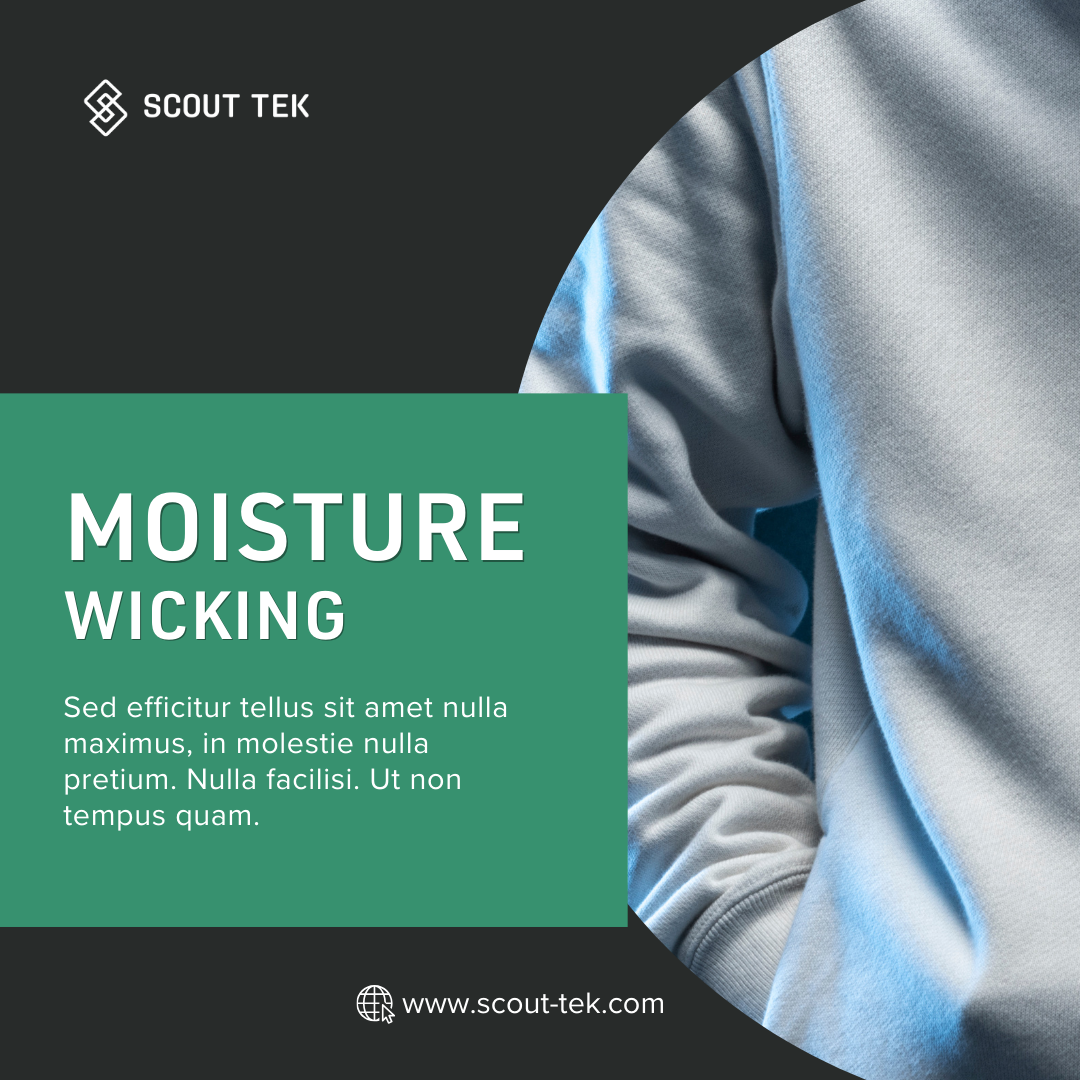 SCOUT TEK
MOISTURE
WICKING
Sed efficitur tellus sit amet nulla
maximus, in molestie nulla
pretium. Nulla facilisi. Ut non
tempus quam.
www.scout-tek.com